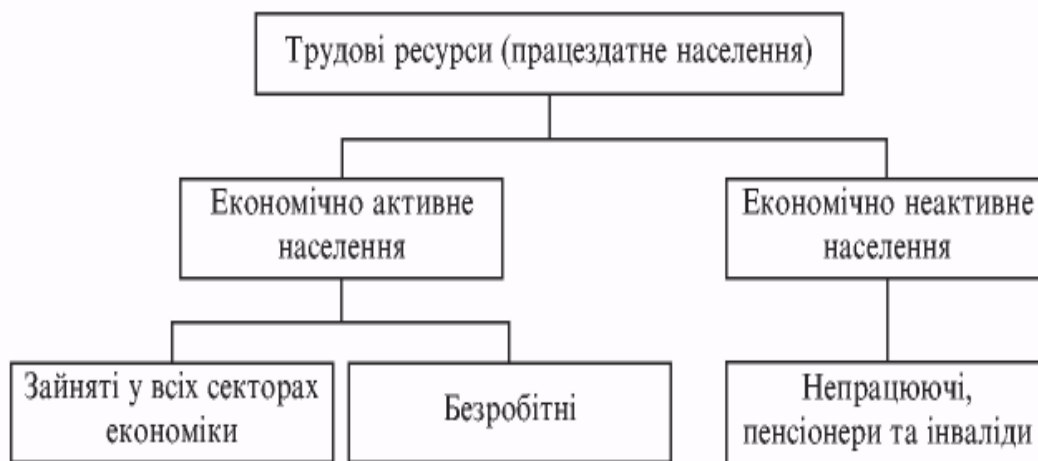 Трудові ресурси (працездатне населення)
Економічно активне
населення
Економічно неактивне
населення
Зайняті у всіх секторах
економіки
Безробітні
Непрацюючі,
пенсіонери та інваліди